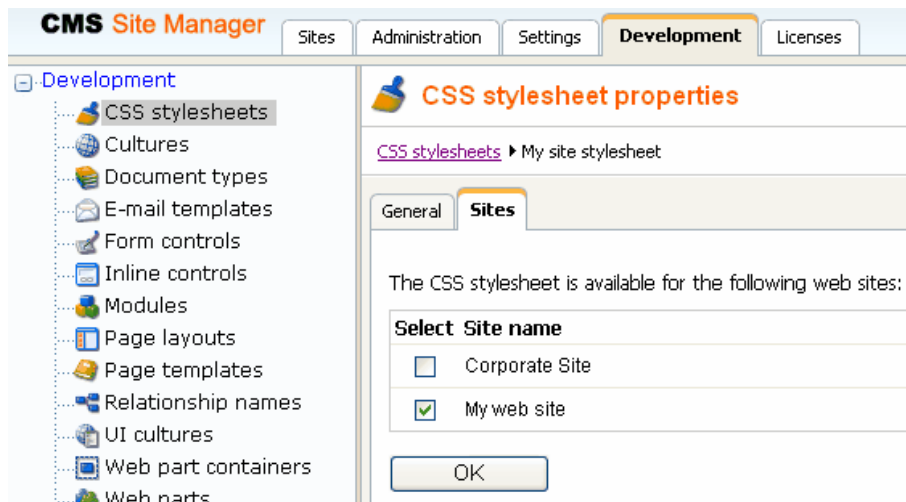 CMS Site Manager
Sites
Administration
Settings
Development
Licenses
Development
CSS stylesheets
Cultures
Document types
E-mail templates
Form controls
Inline controls
Modules
Page layouts
Page templates
Relationship names
UI cultures
Web part containers
Web parts
CSS stylesheet properties
CSS stylesheets ▶ My site stylesheet
General
Sites
The CSS stylesheet is available for the following web sites:
Select Site name
Corporate Site
My web site
OK